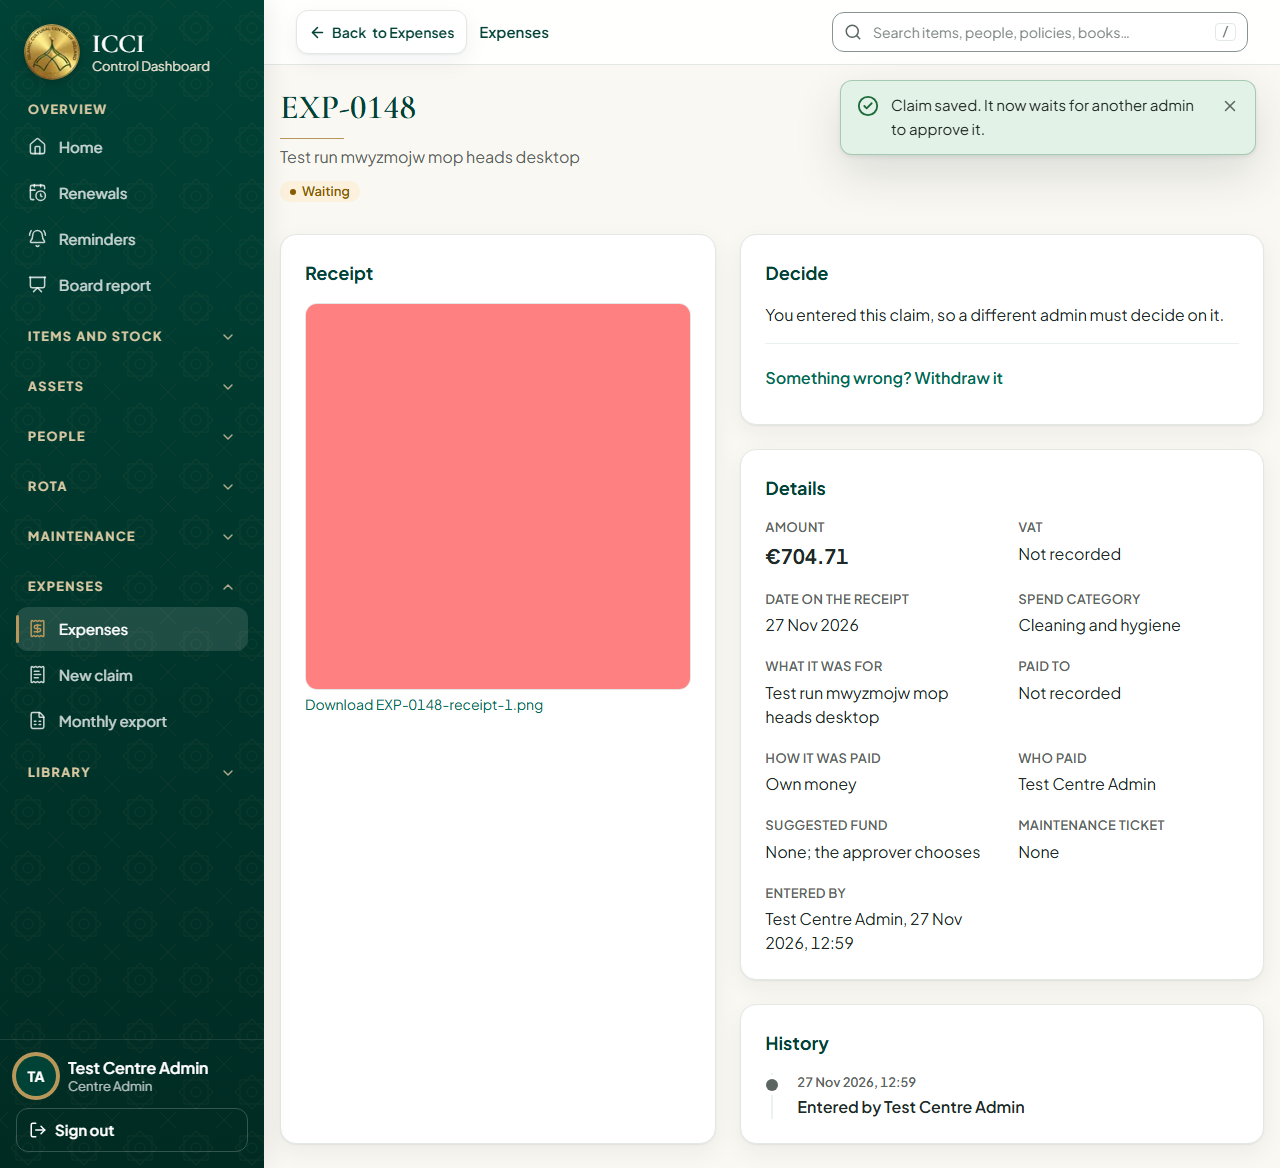 ICCI
Control Dashboard
OVERVIEW
Home
Renewals
Reminders
Board report
ITEMS AND STOCK
ASSETS
PEOPLE
ROTA
MAINTENANCE
EXPENSES
Expenses
New claim
Monthly export
LIBRARY
TA
Test Centre Admin
Centre Admin
Sign out
Back to Expenses
Expenses
Search items, people, policies, books…
/
EXP-0148
Test run mwyzmojw mop heads desktop
Waiting
Claim saved. It now waits for another admin
to approve it.
Receipt
Download EXP-0148-receipt-1.png
Decide
You entered this claim, so a different admin must decide on it.
Something wrong? Withdraw it
Details
AMOUNT
€704.71
VAT
Not recorded
DATE ON THE RECEIPT
27 Nov 2026
SPEND CATEGORY
Cleaning and hygiene
WHAT IT WAS FOR
Test run mwyzmojw mop
heads desktop
PAID TO
Not recorded
HOW IT WAS PAID
Own money
WHO PAID
Test Centre Admin
SUGGESTED FUND
None; the approver chooses
MAINTENANCE TICKET
None
ENTERED BY
Test Centre Admin, 27 Nov
2026, 12:59
History
27 Nov 2026, 12:59
Entered by Test Centre Admin